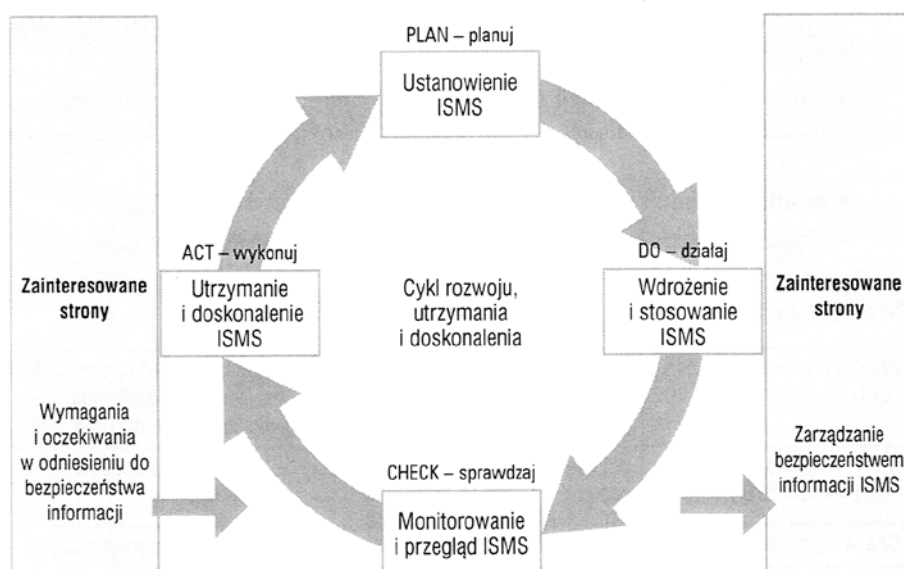 PLAN – planuj
Ustanowienie
ISMS
ACT – wykonuj
DO – działaj
Zainteresowane
strony
Utrzymanie
i doskonalenie
ISMS
Cykl rozwoju,
utrzymania
i doskonalenia
Wdrożenie
i stosowanie
ISMS
Zainteresowane
strony
Wymagania
i oczekiwania
w odniesieniu do
bezpieczeństwa
informacji
CHECK – sprawdzaj
Monitorowanie
i przegląd ISMS
Zarządzanie
bezpieczeństwem
informacji ISMS